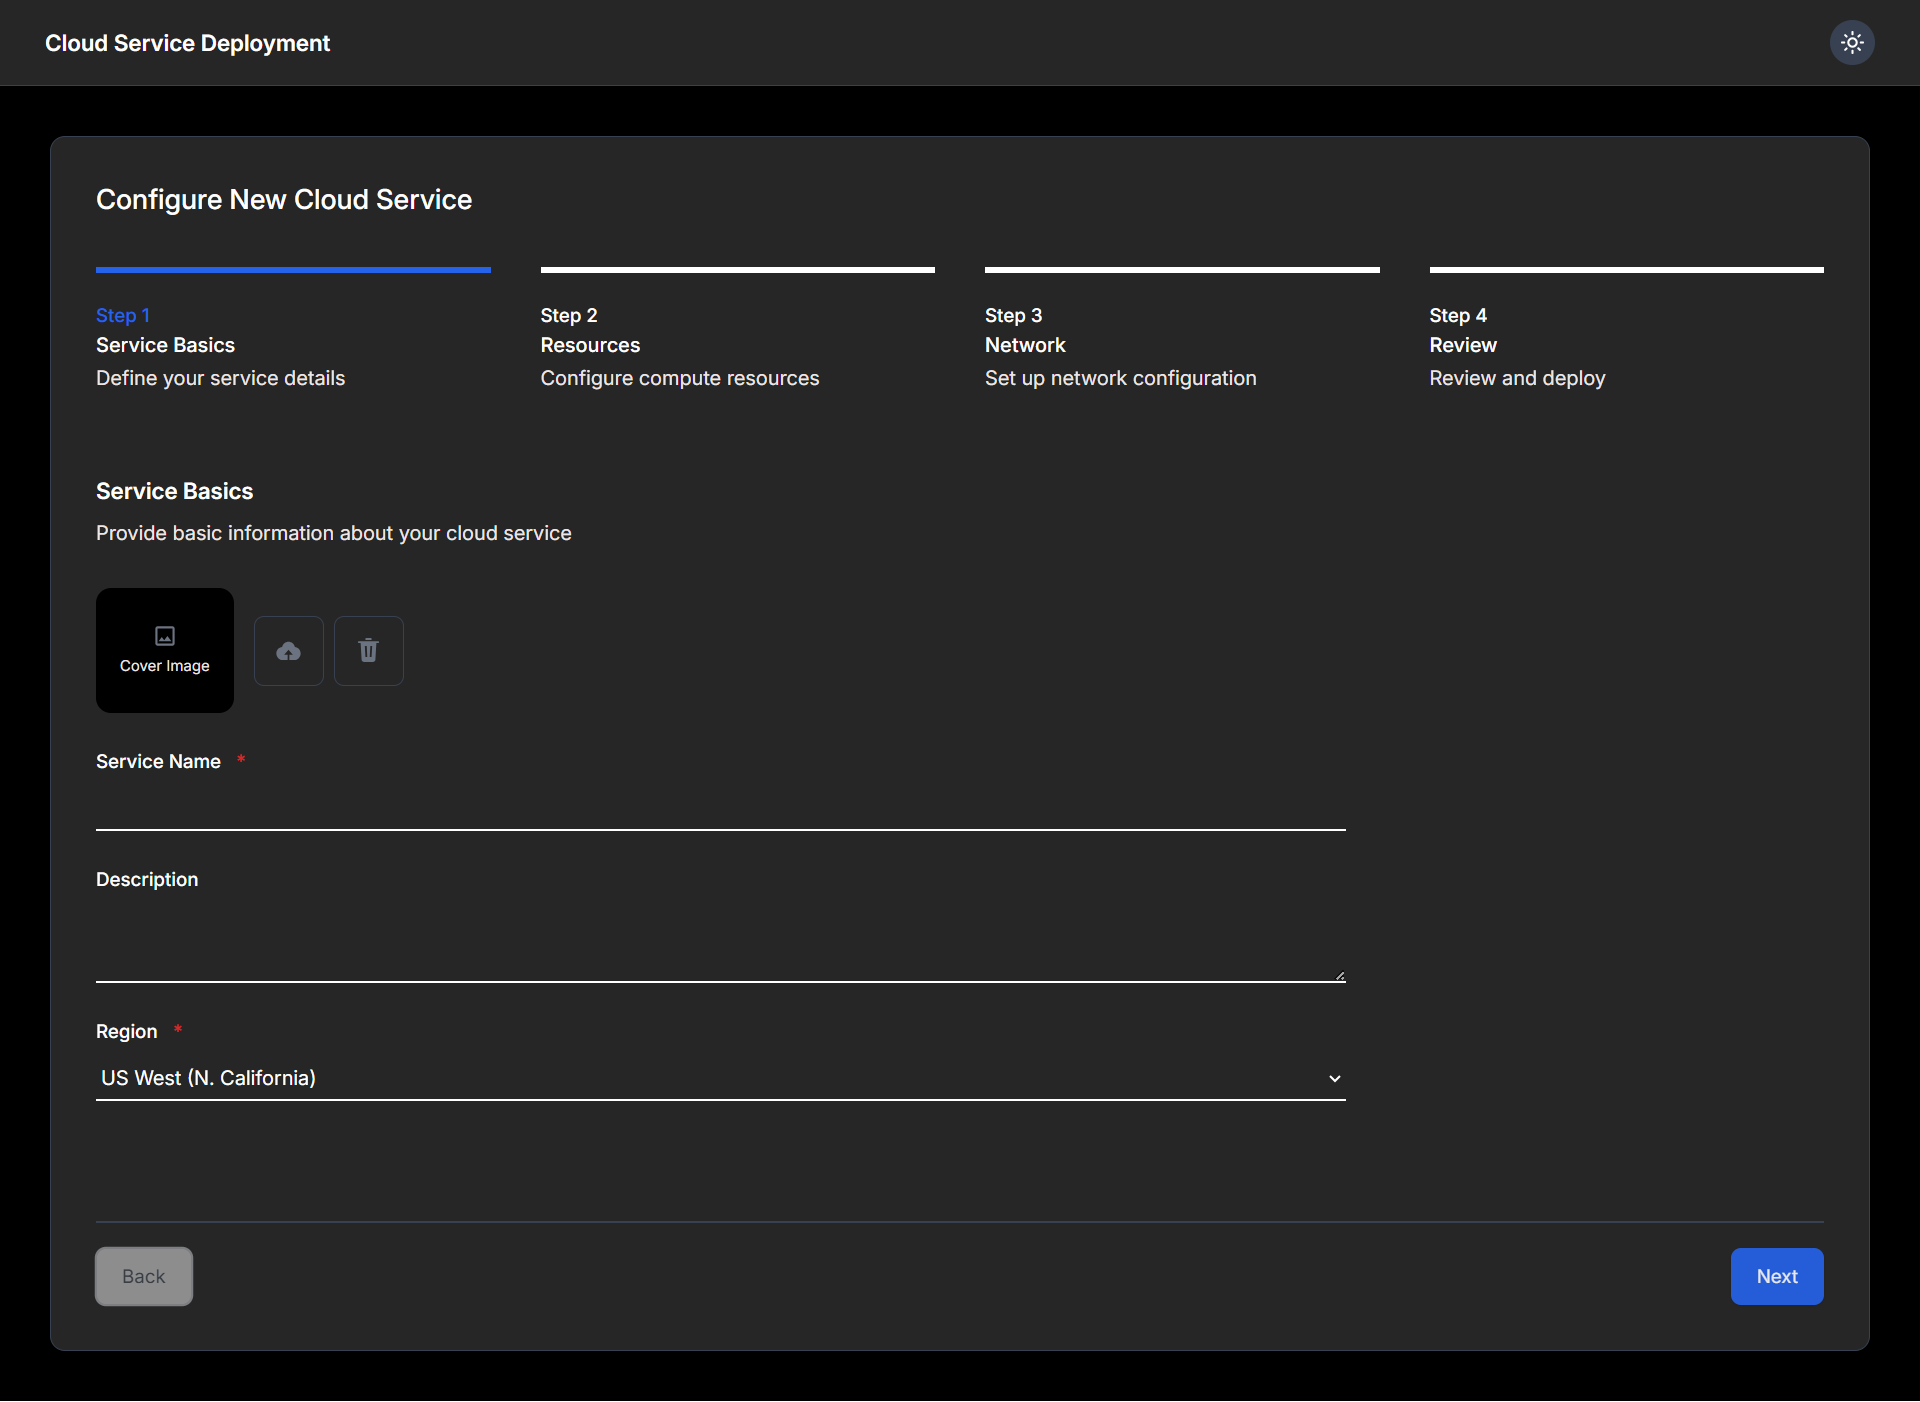 Cloud Service Deployment
Configure New Cloud Service
Step 1
Service Basics
Define your service details
Step 2
Resources
Configure compute resources
Step 3
Network
Set up network configuration
Step 4
Review
Review and deploy
Service Basics
Provide basic information about your cloud service
Cover Image
Service Name *
Description
Region *
US West (N. California)
Back
Next